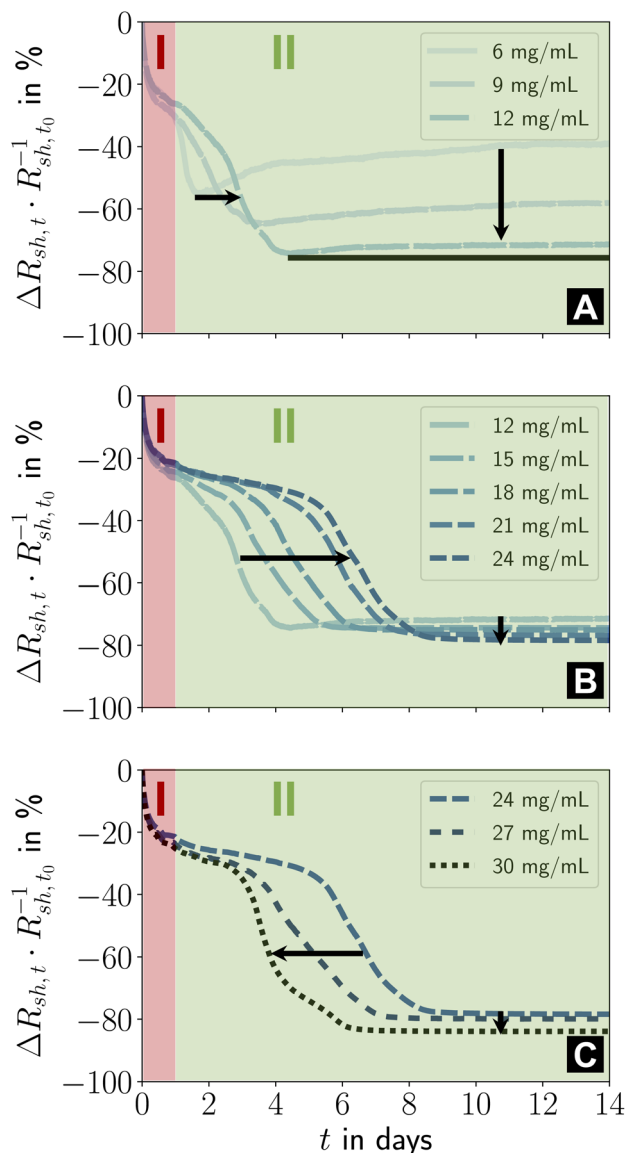 0
−20
−40
−60
−80
−100
ΔR_{sh,t} · R^{−1}_{sh,t_0} in %
I
II
6 mg/mL
9 mg/mL
12 mg/mL
A
0
−20
−40
−60
−80
−100
ΔR_{sh,t} · R^{−1}_{sh,t_0} in %
I
II
12 mg/mL
15 mg/mL
18 mg/mL
21 mg/mL
24 mg/mL
B
0
−20
−40
−60
−80
−100
ΔR_{sh,t} · R^{−1}_{sh,t_0} in %
I
II
24 mg/mL
27 mg/mL
30 mg/mL
C
0 2 4 6 8 10 12 14
t in days